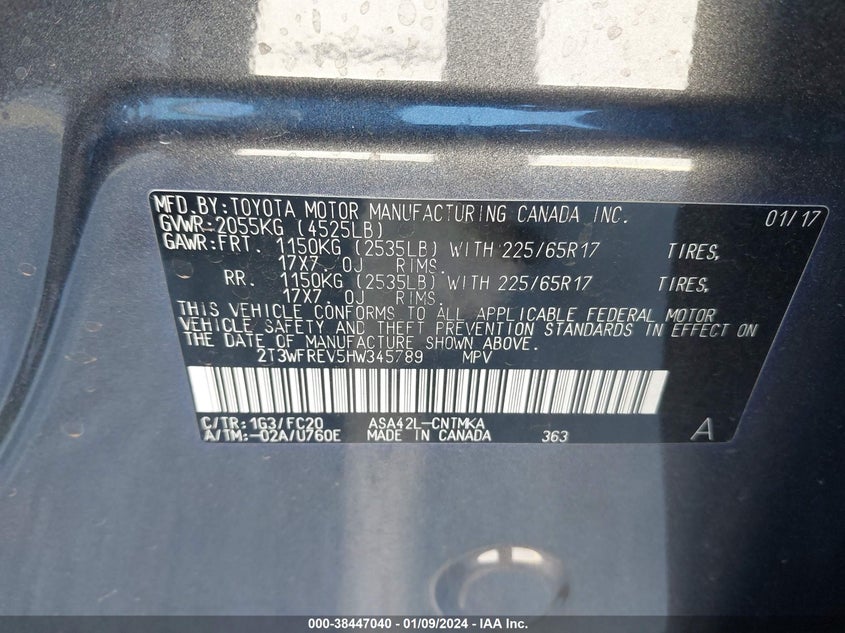 MFD.BY:TOYOTA MOTOR MANUFACTURING CANADA INC. 01/17
GVWR:2055KG (4525LB)
GAWR:FRT. 1150KG (2535LB) WITH 225/65R17 TIRES,
17X7.0J RIMS.
RR. 1150KG (2535LB) WITH 225/65R17 TIRES,
17X7.0J RIMS.
THIS VEHICLE CONFORMS TO ALL APPLICABLE FEDERAL MOTOR
VEHICLE SAFETY AND THEFT PREVENTION STANDARDS IN EFFECT ON
THE DATE OF MANUFACTURE SHOWN ABOVE.
2T3WFREV5HW345789 MPV
C/TR:1G3/FC20 ASA42L-CNTMKA
A/TM:-02A/U760E MADE IN CANADA 363 A
000-38447040 - 01/09/2024 - IAA Inc.